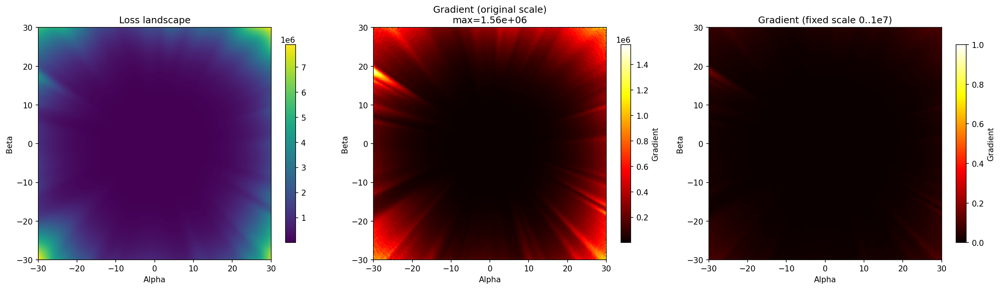 Loss landscape
30
20
10
0
−10
−20
−30
−30 −20 −10 0 10 20 30
Alpha
Beta
1e6
7
6
5
4
3
2
1
Gradient (original scale)
max=1.56e+06
30
20
10
0
−10
−20
−30
−30 −20 −10 0 10 20 30
Alpha
Beta
1e6
1.4
1.2
1.0
0.8
0.6
0.4
0.2
Gradient
Gradient (fixed scale 0..1e7)
30
20
10
0
−10
−20
−30
−30 −20 −10 0 10 20 30
Alpha
Beta
1.0
0.8
0.6
0.4
0.2
0.0
Gradient